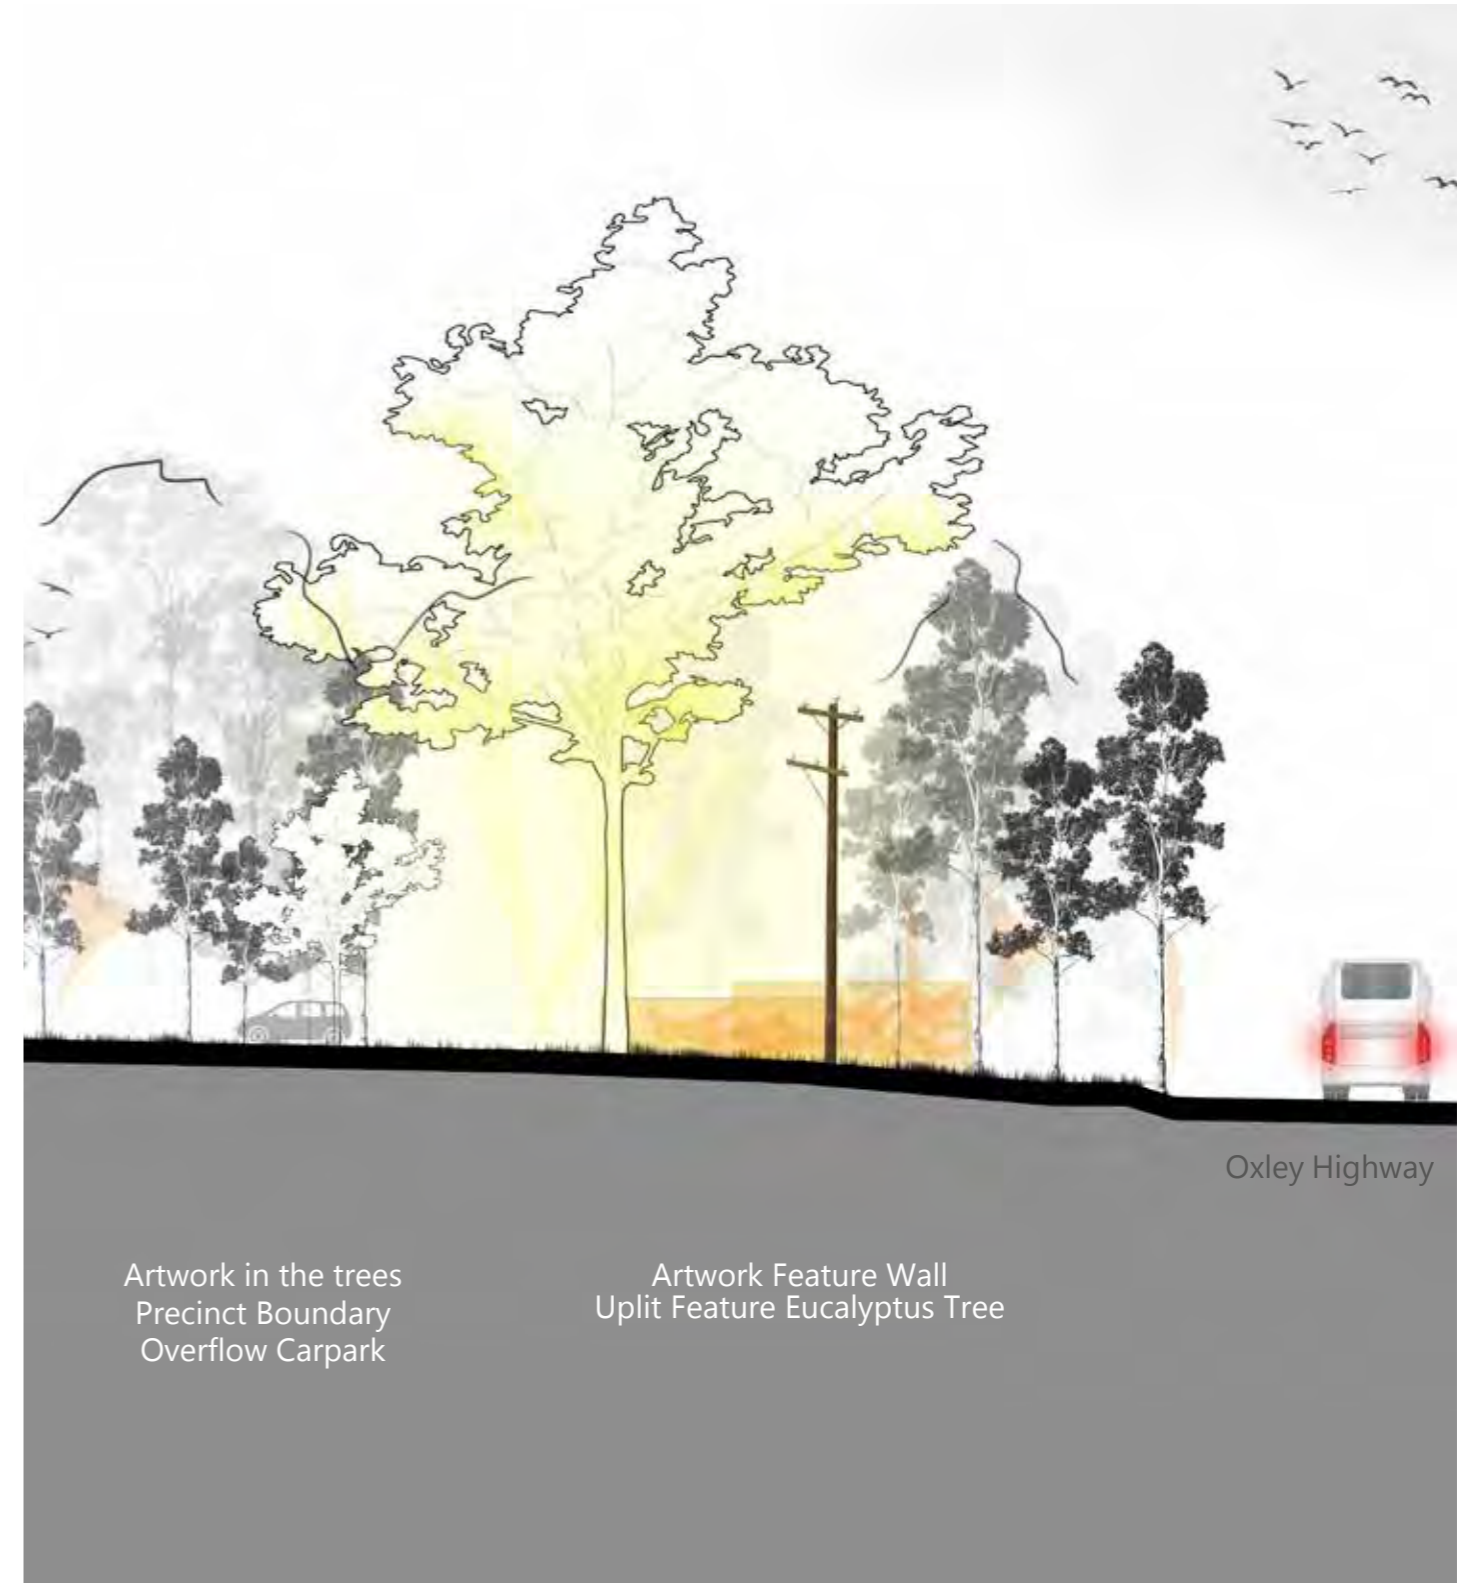 Oxley Highway
Artwork in the trees
Precinct Boundary
Overflow Carpark
Artwork Feature Wall
Uplit Feature Eucalyptus Tree